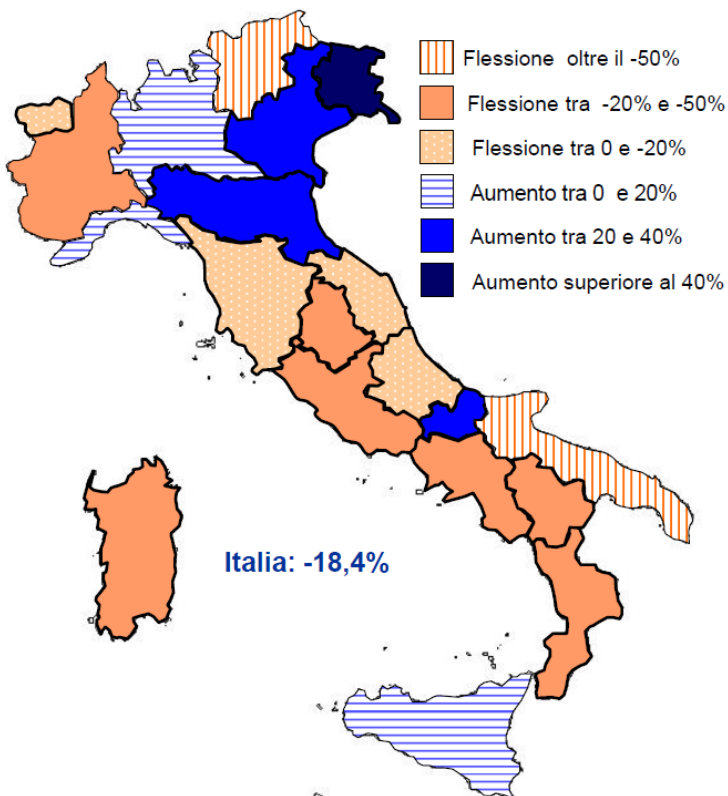 Flessione oltre il -50%
Flessione tra -20% e -50%
Flessione tra 0 e -20%
Aumento tra 0 e 20%
Aumento tra 20 e 40%
Aumento superiore al 40%
Italia: -18,4%